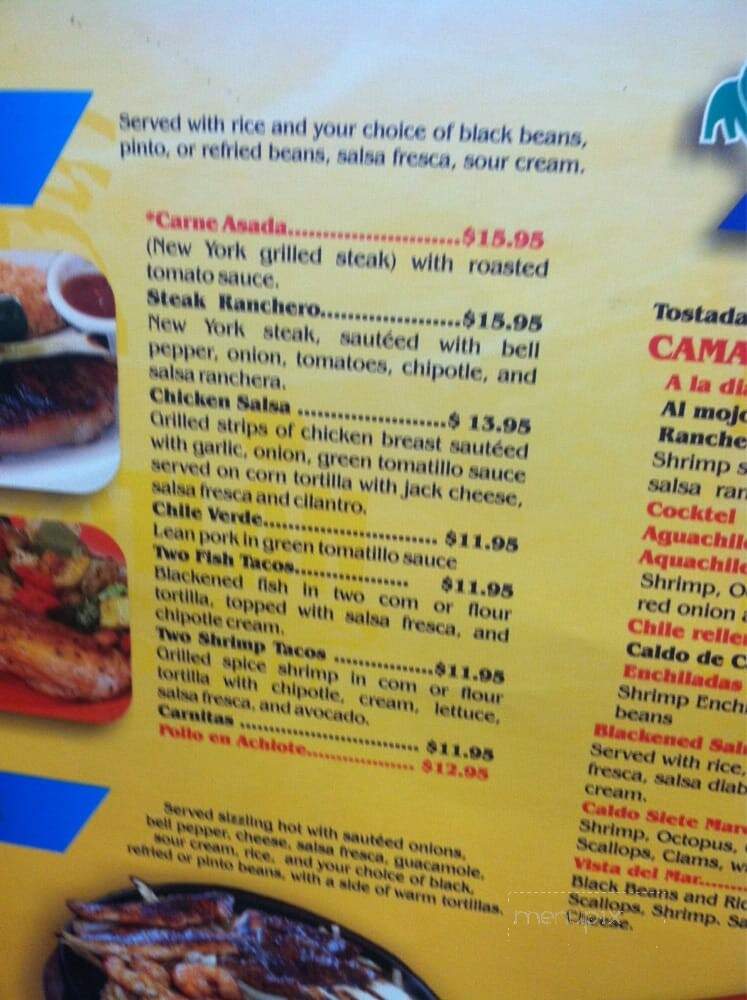 Served with rice and your choice of black beans,
pinto, or refried beans, salsa fresca, sour cream.
*Carne Asada........................$15.95
(New York grilled steak) with roasted
tomato sauce.
Steak Ranchero....................$15.95
New York steak, sautéed with bell
pepper, onion, tomatoes, chipotle, and
salsa ranchera.
Chicken Salsa .....................$ 13.95
Grilled strips of chicken breast sautéed
with garlic, onion, green tomatillo sauce
served on corn tortilla with jack cheese,
salsa fresca and cilantro.
Chile Verde......................... $11.95
Lean pork in green tomatillo sauce
Two Fish Tacos................ $11.95
Blackened fish in two corn or flour
tortilla, topped with salsa fresca, and
chipotle cream.
Two Shrimp Tacos ..............$11.95
Grilled spice shrimp in corn or flour
tortilla with chipotle, cream, lettuce,
salsa fresca, and avocado.
Carnitas ........................... $11.95
Pollo en Achiote................ $12.95
Served sizzling hot with sautéed onions,
bell pepper, cheese, salsa fresca, guacamole,
sour cream, rice, and your choice of black,
refried or pinto beans, with a side of warm tortillas.
Tostada
CAMA
A la dia
Al mojo
Ranche
Shrimp s
salsa ran
Cocktel
Aguachile
Aquachile
Shrimp, O
red onion a
Chile relle
Caldo de C
Enchiladas
Shrimp Ench
beans
Blackened Sal
Served with rice,
fresca, salsa diab
cream.
Caldo Siete Mar
Shrimp, Octopus,
Scallops, Clams, w
Vista del Mar........
Black Beans and Ric
Scallops, Shrimp. Sa
Cheese.
menupix